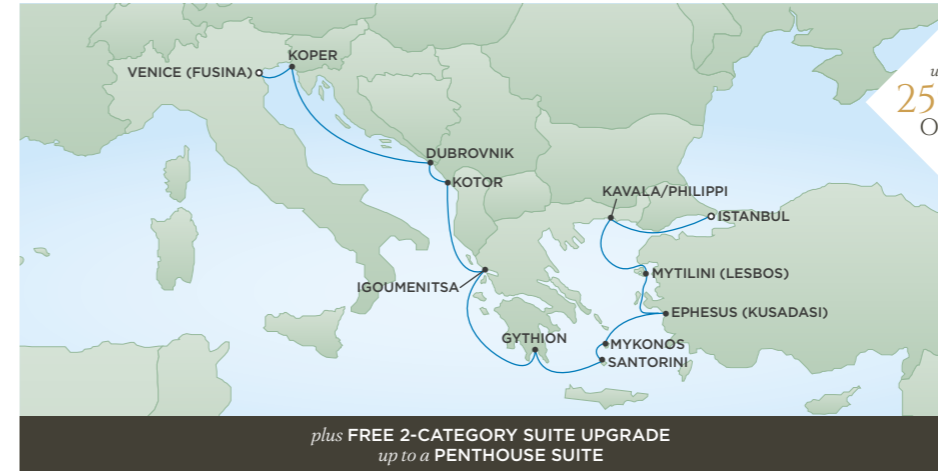 KOPER
VENICE (FUSINA)
25
DUBROVNIK
KOTOR
KAVALA/PHILIPPI
ISTANBUL
MYTILINI (LESBOS)
IGOUMENITSA
EPHESUS (KUSADASI)
GYTHION
MYKONOS
SANTORINI
plus FREE 2-CATEGORY SUITE UPGRADE
up to a PENTHOUSE SUITE